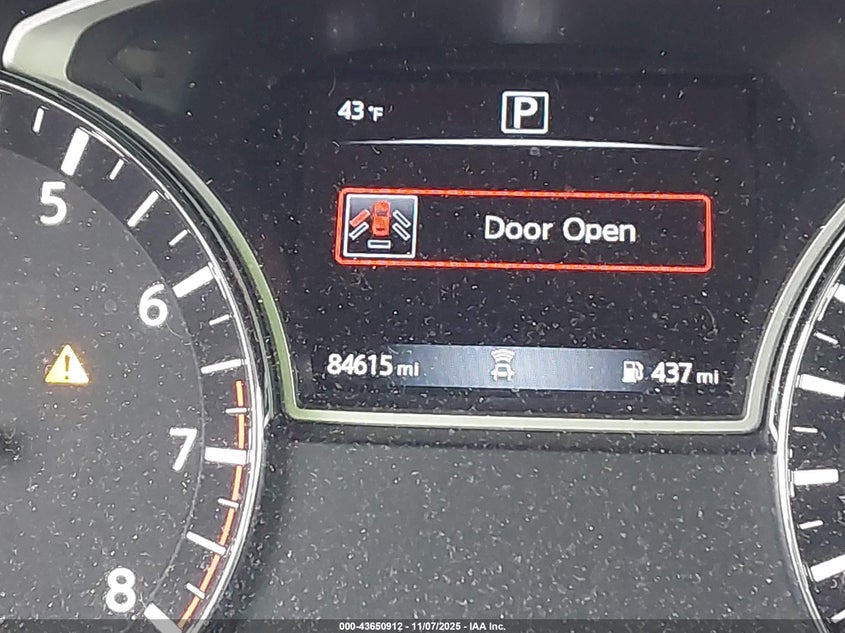 43°F P
Door Open
84615 mi 437 mi
5
6
7
8
000-43650912 - 11/07/2025 - IAA Inc.